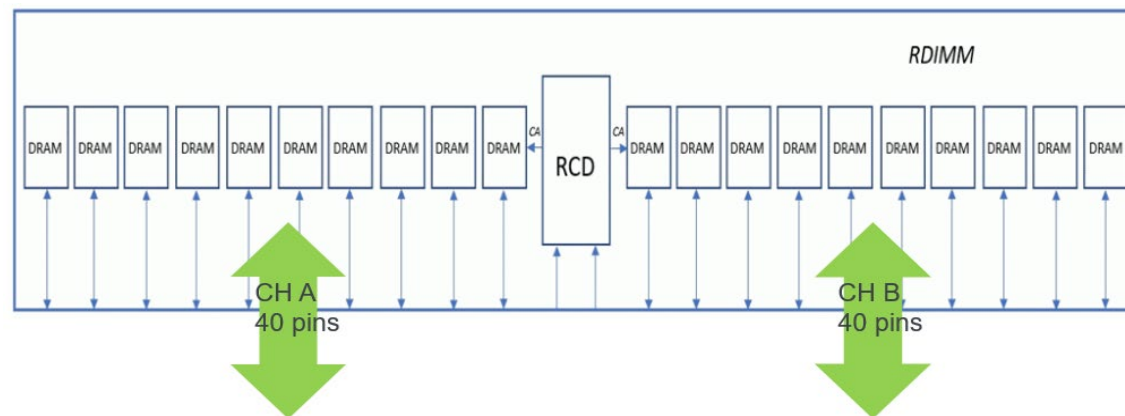 RDIMM
DRAM DRAM DRAM DRAM DRAM DRAM DRAM DRAM DRAM DRAM CA RCD CA DRAM DRAM DRAM DRAM DRAM DRAM DRAM DRAM DRAM DRAM
CH A CH B
40 pins 40 pins